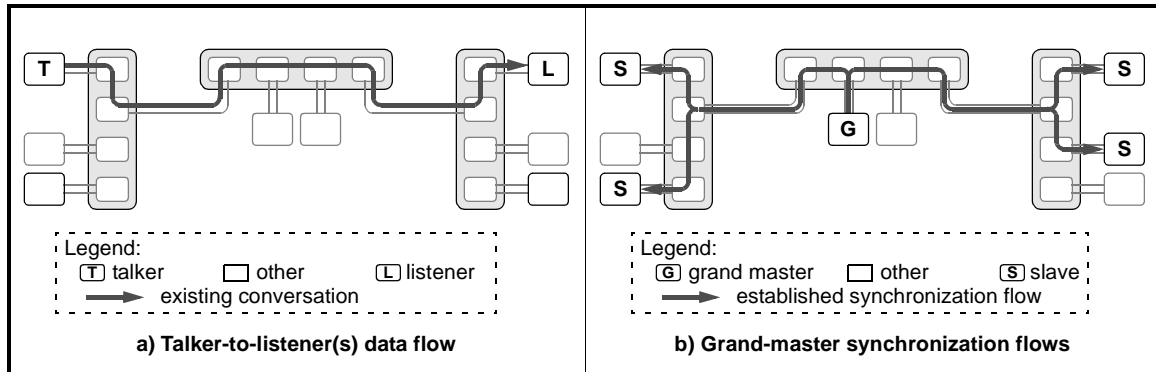 T
L
Legend:
T talker other L listener
existing conversation
a) Talker-to-listener(s) data flow
S
S
G
S
S
Legend:
G grand master other S slave
established synchronization flow
b) Grand-master synchronization flows